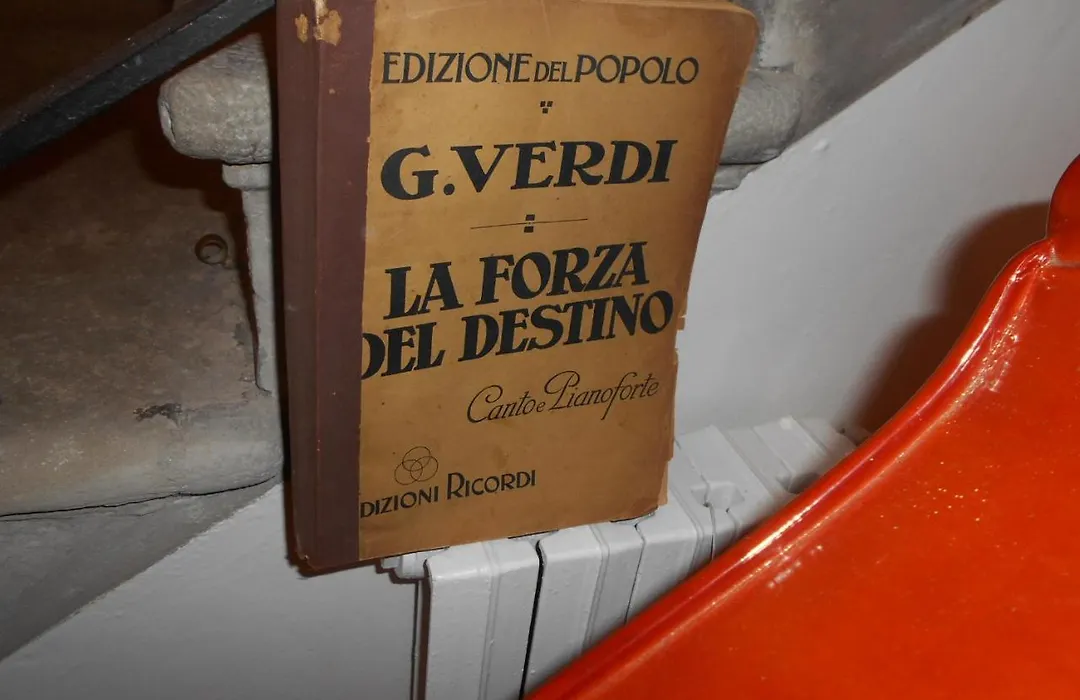 EDIZIONE DEL POPOLO
G. VERDI
LA FORZA
DEL DESTINO
Canto e Pianoforte
DIZIONI RICORDI